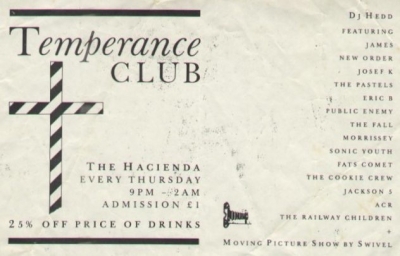 Temperance
CLUB
THE HACIENDA
EVERY THURSDAY
9PM - 2AM
ADMISSION £1
25% OFF PRICE OF DRINKS
DJ HEDD
FEATURING
JAMES
NEW ORDER
JOSEF K
THE PASTELS
ERIC B
PUBLIC ENEMY
THE FALL
MORRISSEY
SONIC YOUTH
FATS COMET
THE COOKIE CREW
JACKSON 5
ACR
THE RAILWAY CHILDREN
+
MOVING PICTURE SHOW BY SWIVEL